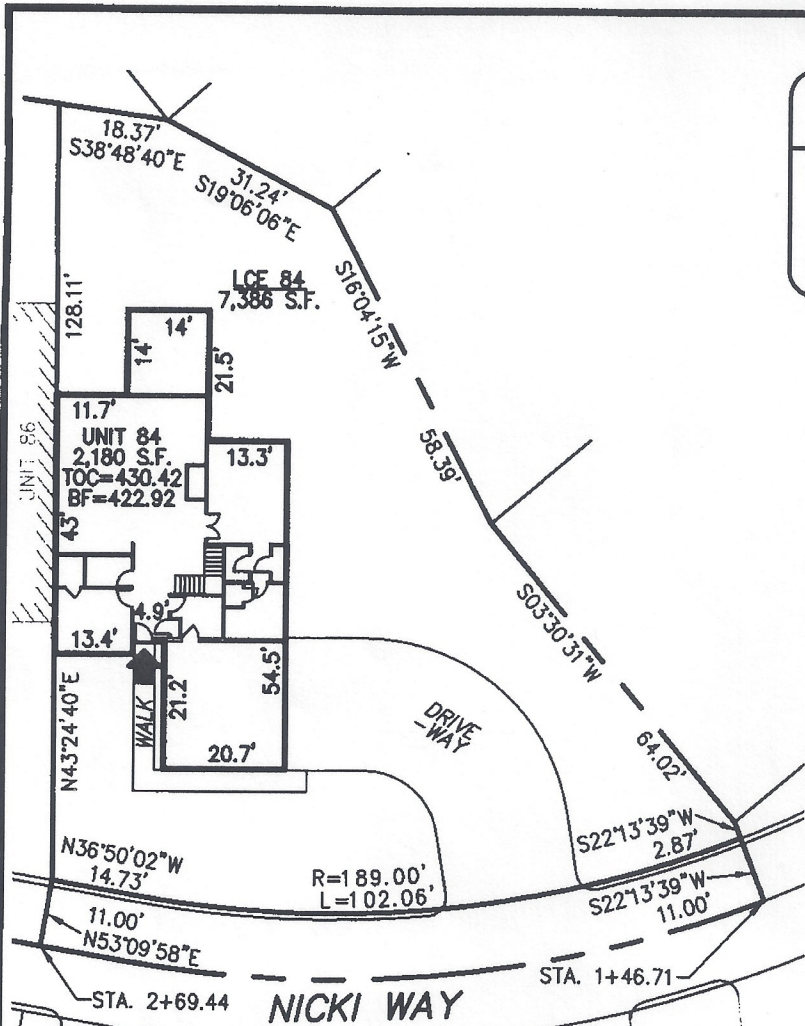 18.37'
S38°48'40"E
31.24'
S19°06'06"E
LCE 84
7,386 S.F.
S16°04'15"W
58.39'
128.11'
14'
14'
21.5'
11.7'
UNIT 84
2,180 S.F.
TOC=430.42
BF=422.92
13.3'
UNIT 86
43'
4.9'
13.4'
S03°30'31"W
64.02'
N43°24'40"E
WALK
21.2'
54.5'
20.7'
DRIVE
-WAY
S22°13'39"W
2.87'
N36°50'02"W
14.73'
R=189.00'
L=102.06'
S22°13'39"W
11.00'
11.00'
N53°09'58"E
STA. 1+46.71
STA. 2+69.44
NICKI WAY